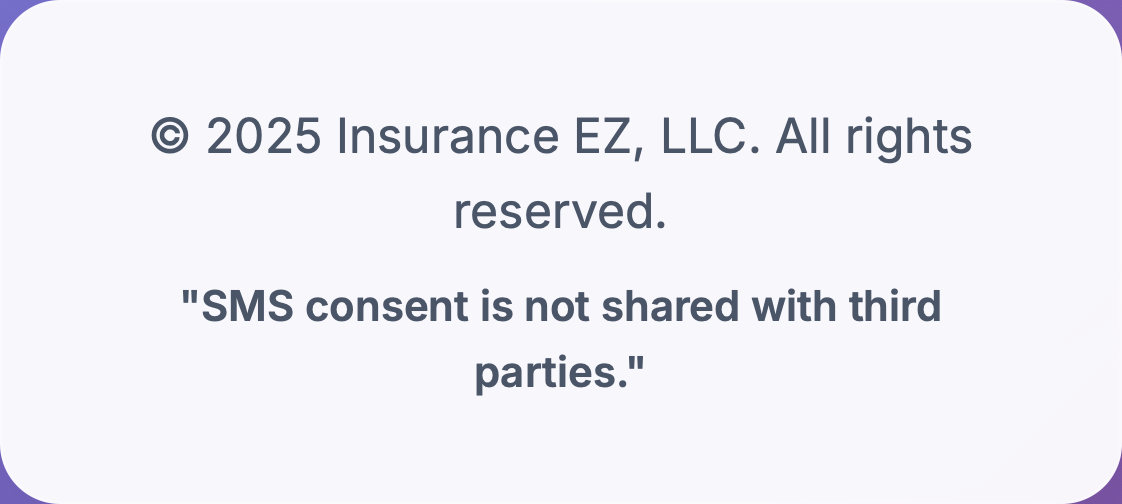 © 2025 Insurance EZ, LLC. All rights
reserved.
"SMS consent is not shared with third
parties."